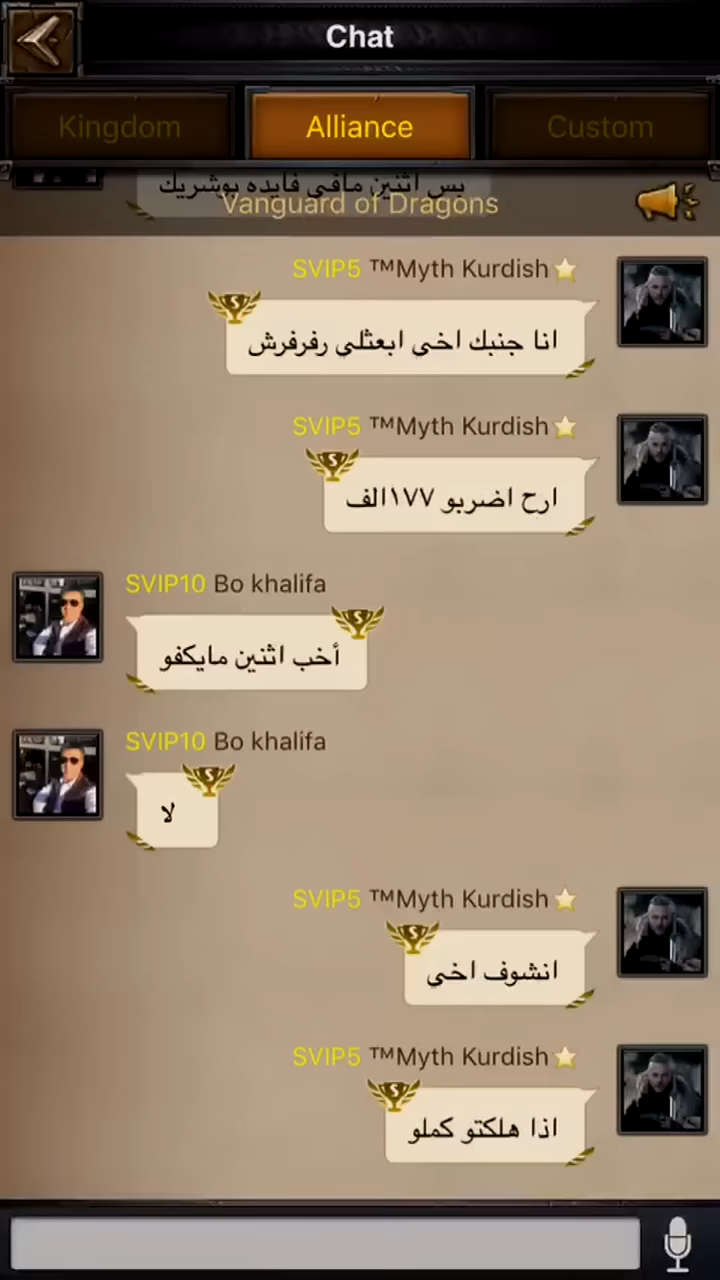 Chat
Kingdom
Alliance
Custom
بس اثنين مافي فايده بوشريك
Vanguard of Dragons
SVIP5 ™Myth Kurdish
انا جنبك اخي ابعثلي رفرفرش
SVIP5 ™Myth Kurdish
ارح اضربو ١٧٧الف
SVIP10 Bo khalifa
أخب اثنين مايكفو
SVIP10 Bo khalifa
لا
SVIP5 ™Myth Kurdish
انشوف اخي
SVIP5 ™Myth Kurdish
اذا هلكتو كملو